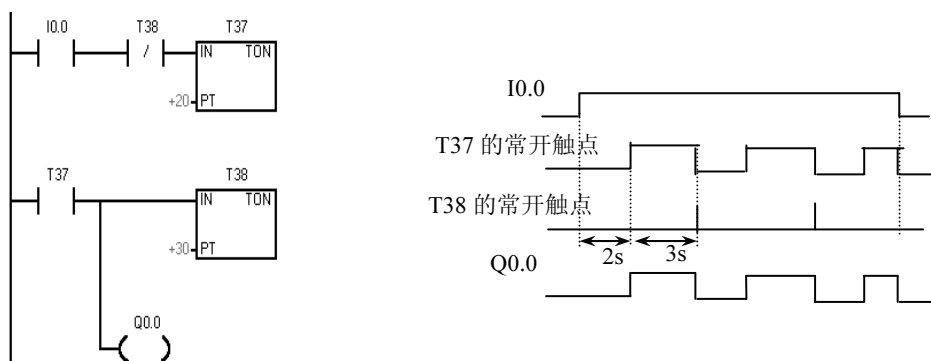 I0.0 T38 T37
/ IN TON
+20 PT
T37 T38
IN TON
+30 PT
Q0.0
I0.0
T37 的常开触点
T38 的常开触点
2s 3s
Q0.0